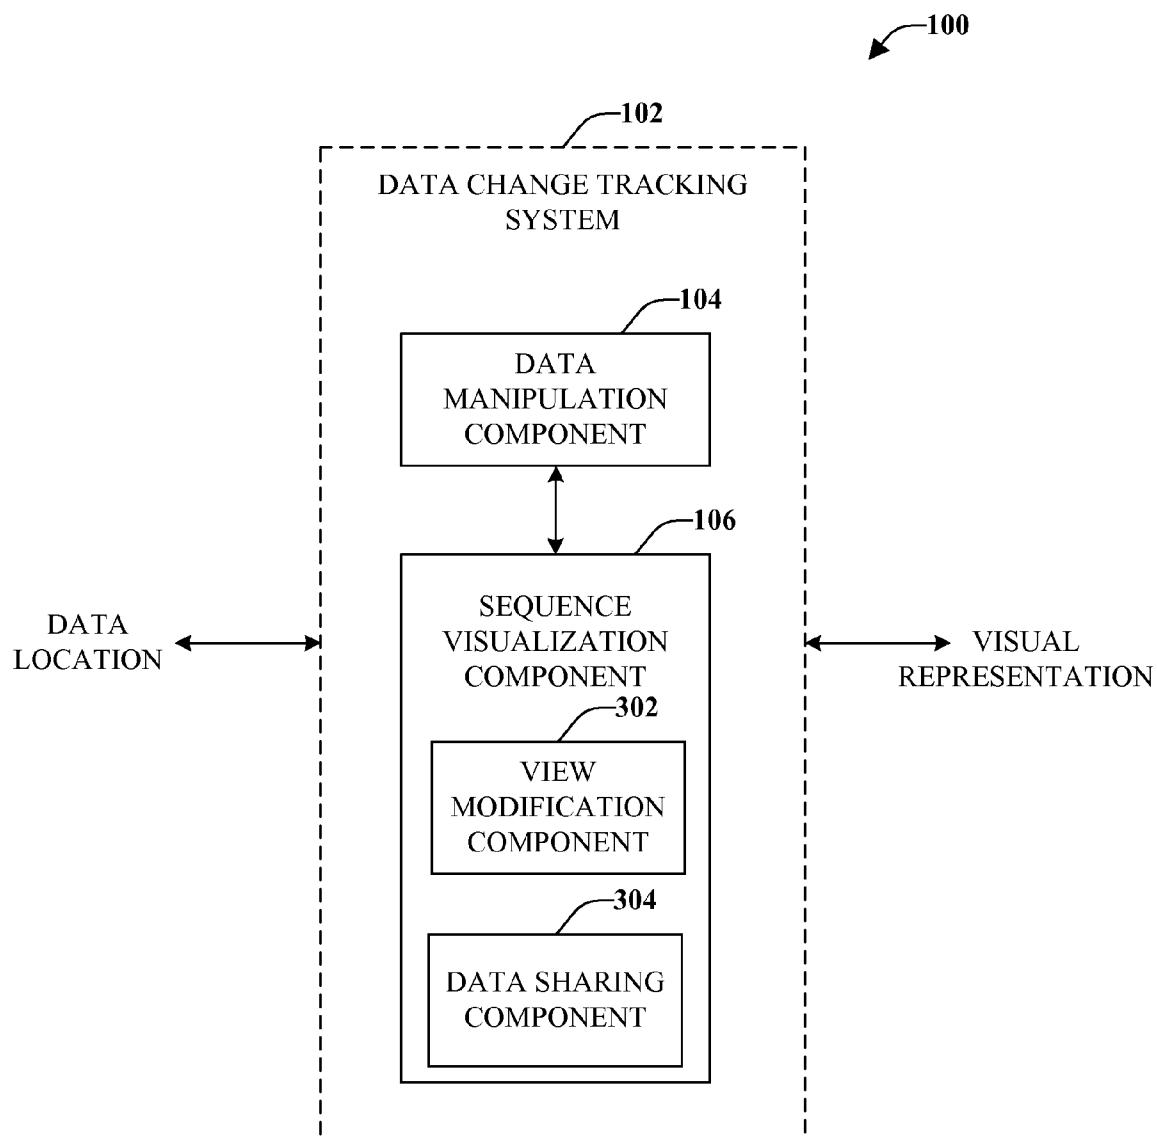 100
102
DATA CHANGE TRACKING
SYSTEM
104
DATA
MANIPULATION
COMPONENT
106
SEQUENCE
VISUALIZATION
COMPONENT
DATA
LOCATION
VISUAL
REPRESENTATION
302
VIEW
MODIFICATION
COMPONENT
304
DATA SHARING
COMPONENT